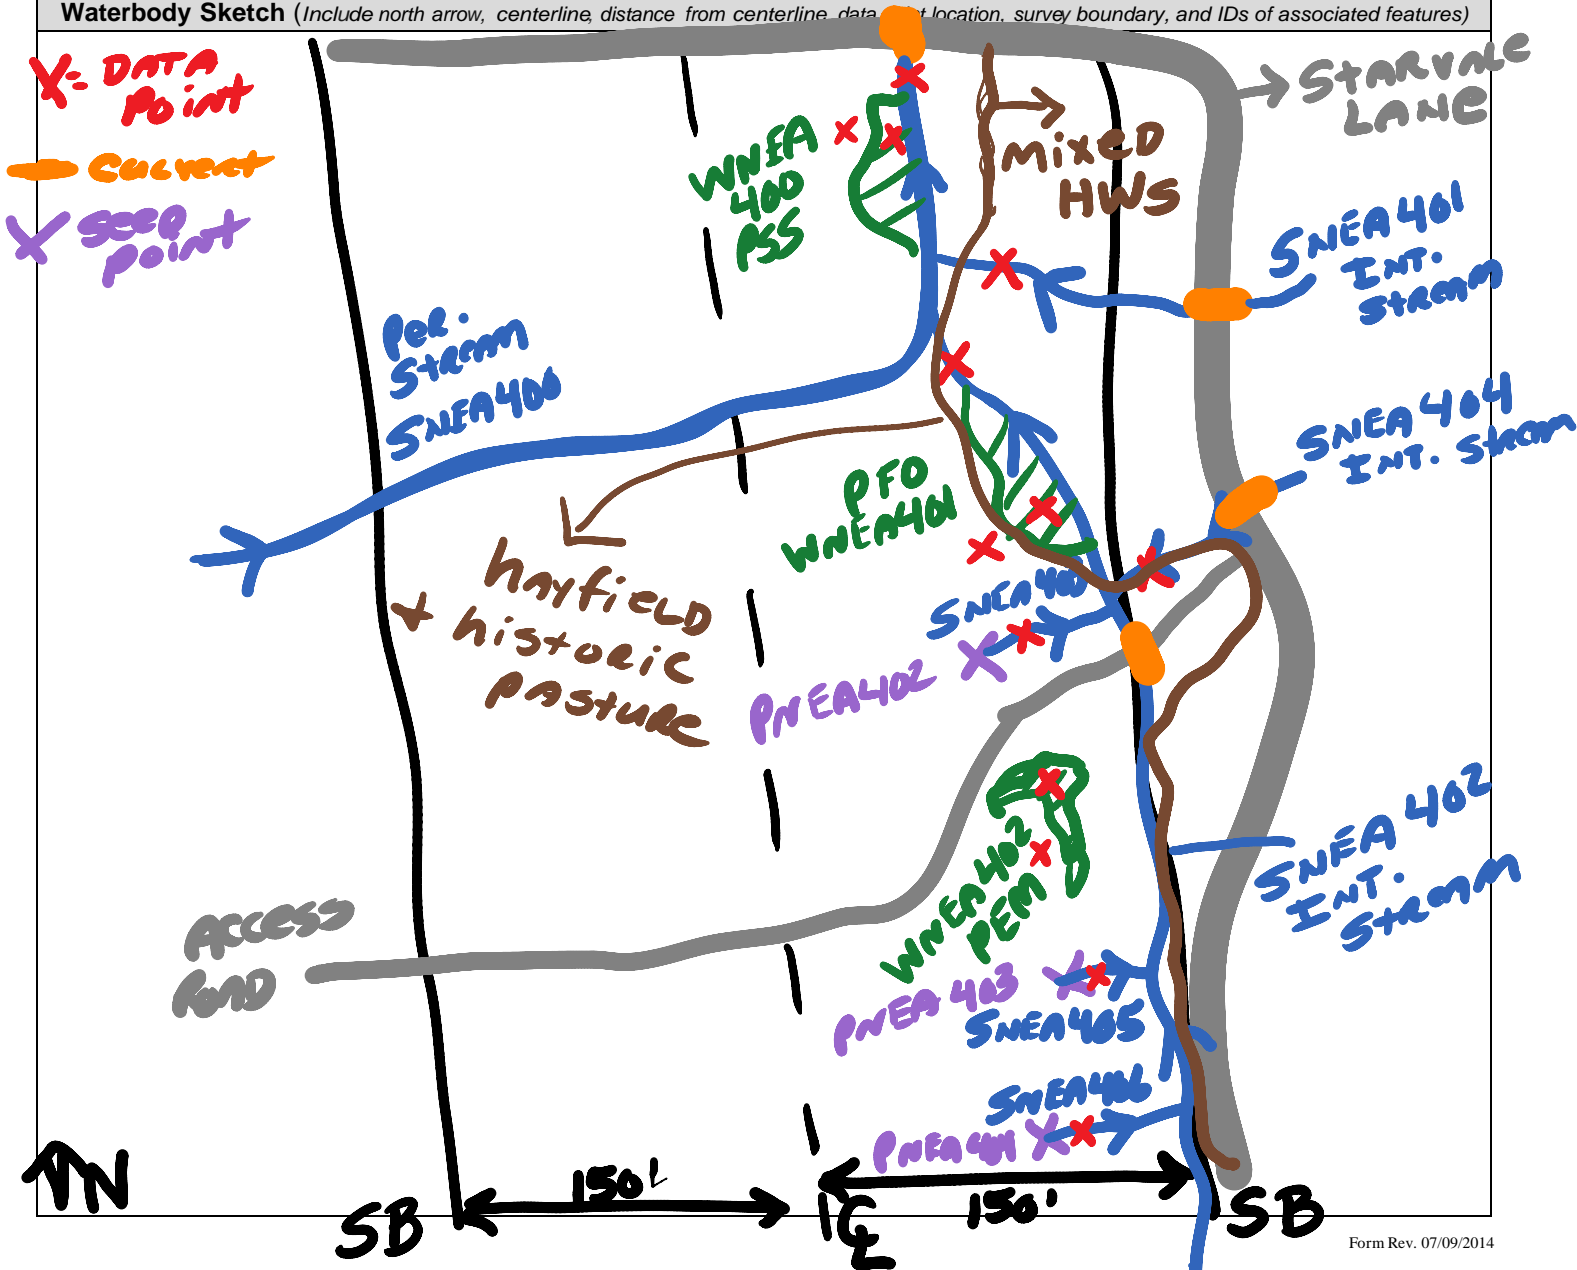 Waterbody Sketch (Include north arrow, centerline, distance from centerline, data location, survey boundary, and IDs of associated features)
X = DATA
Point
Culvert
X Seep
point
STARVALE
LANE
WNEA
400
PSS
mixed
HWS
SNEA401
INT.
Stream
Per.
Stream
SNEA400
SNEA404
INT. Stream
PFO
WNEA401
hayfield
+ historic
pasture
PNEA402
WNEA402
PEM
SNEA402
INT.
Stream
Access
Road
PNEA403
SNEA405
SNEA406
N
150'
150'
SB
CL
SB
Form Rev. 07/09/2014